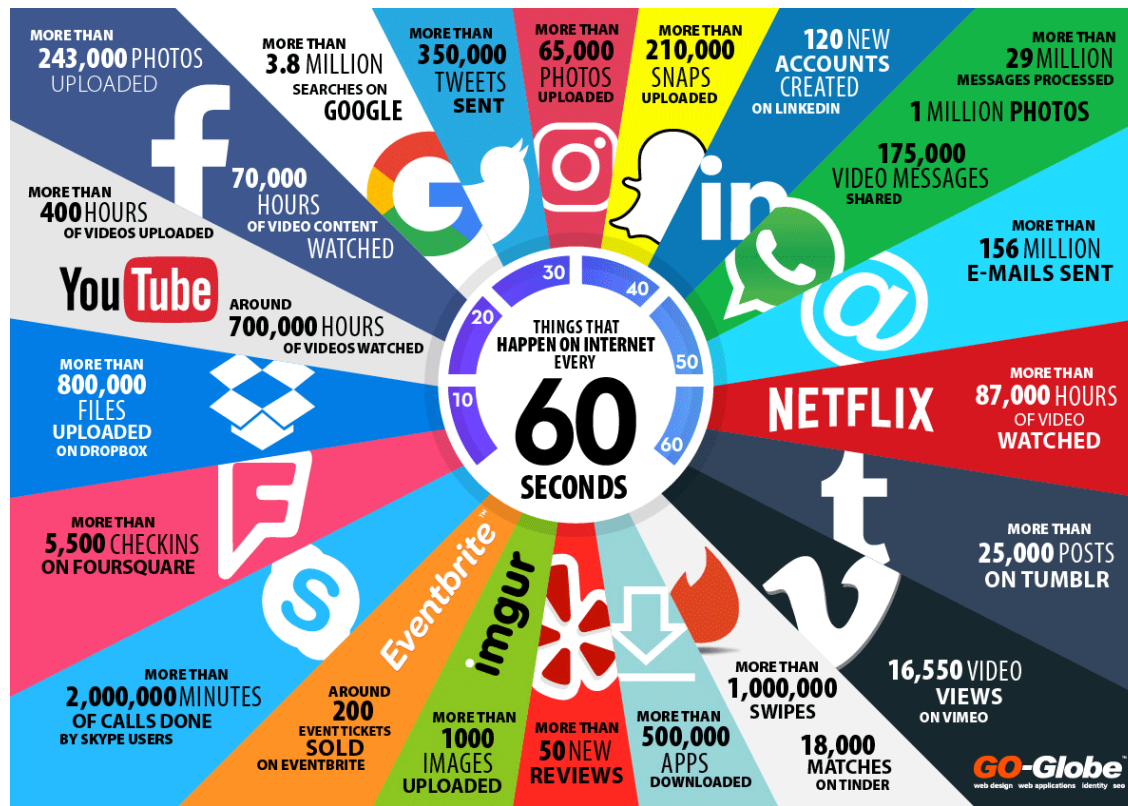 MORE THAN
243,000 PHOTOS
UPLOADED
f
70,000
HOURS
OF VIDEO CONTENT
WATCHED
MORE THAN
3.8 MILLION
SEARCHES ON
GOOGLE
G
MORE THAN
350,000
TWEETS
SENT
MORE THAN
65,000
PHOTOS
UPLOADED
MORE THAN
210,000
SNAPS
UPLOADED
120 NEW
ACCOUNTS
CREATED
ON LINKEDIN
in
MORE THAN
29 MILLION
MESSAGES PROCESSED
1 MILLION PHOTOS
175,000
VIDEO MESSAGES
SHARED
MORE THAN
156 MILLION
E-MAILS SENT
@
NETFLIX
MORE THAN
87,000 HOURS
OF VIDEO
WATCHED
t
MORE THAN
25,000 POSTS
ON TUMBLR
v
16,550 VIDEO
VIEWS
ON VIMEO
MORE THAN
1,000,000
SWIPES
18,000
MATCHES
ON TINDER
MORE THAN
500,000
APPS
DOWNLOADED
MORE THAN
50 NEW
REVIEWS
imgur
MORE THAN
1000
IMAGES
UPLOADED
Eventbrite™
AROUND
200
EVENT TICKETS
SOLD
ON EVENTBRITE
S
MORE THAN
2,000,000 MINUTES
OF CALLS DONE
BY SKYPE USERS
MORE THAN
5,500 CHECKINS
ON FOURSQUARE
MORE THAN
800,000
FILES
UPLOADED
ON DROPBOX
MORE THAN
400 HOURS
OF VIDEOS UPLOADED
YouTube
AROUND
700,000 HOURS
OF VIDEOS WATCHED
10
20
30
40
50
60
THINGS THAT
HAPPEN ON INTERNET
EVERY
60
SECONDS
GO-Globe™
web design web applications identity seo